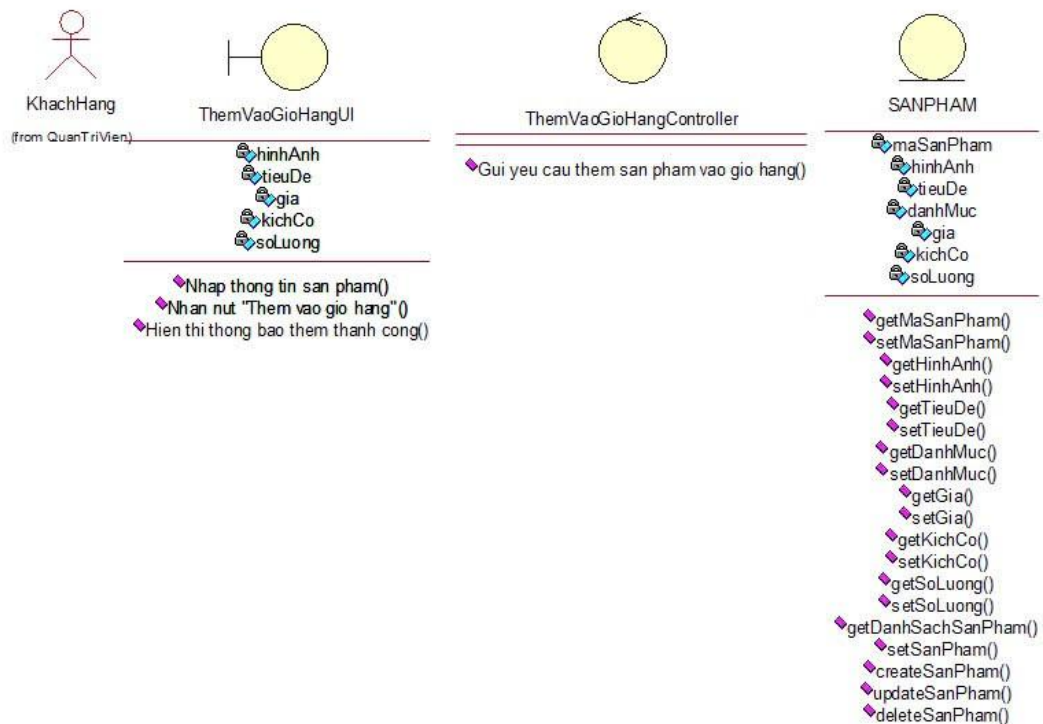 KhachHang
(from QuanTriVien)
ThemVaoGioHangUI
hinhAnh
tieuDe
gia
kichCo
soLuong
Nhap thong tin san pham()
Nhan nut "Them vao gio hang"()
Hien thi thong bao them thanh cong()
ThemVaoGioHangController
Gui yeu cau them san pham vao gio hang()
SANPHAM
maSanPham
hinhAnh
tieuDe
danhMuc
gia
kichCo
soLuong
getMaSanPham()
setMaSanPham()
getHinhAnh()
setHinhAnh()
getTieuDe()
setTieuDe()
getDanhMuc()
setDanhMuc()
getGia()
setGia()
getKichCo()
setKichCo()
getSoLuong()
setSoLuong()
getDanhSachSanPham()
setSanPham()
createSanPham()
updateSanPham()
deleteSanPham()